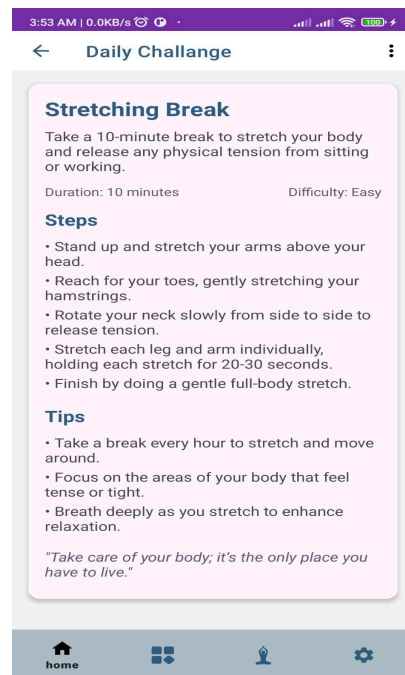 3:53 AM | 0.0KB/s
100
Daily Challange
Stretching Break
Take a 10-minute break to stretch your body
and release any physical tension from sitting
or working.
Duration: 10 minutes Difficulty: Easy
Steps
• Stand up and stretch your arms above your
head.
• Reach for your toes, gently stretching your
hamstrings.
• Rotate your neck slowly from side to side to
release tension.
• Stretch each leg and arm individually,
holding each stretch for 20-30 seconds.
• Finish by doing a gentle full-body stretch.
Tips
• Take a break every hour to stretch and move
around.
• Focus on the areas of your body that feel
tense or tight.
• Breath deeply as you stretch to enhance
relaxation.
"Take care of your body; it's the only place you
have to live."
home